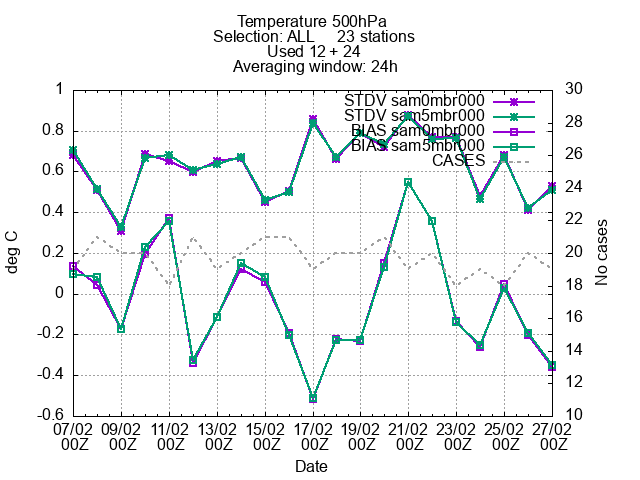 Temperature 500hPa
Selection: ALL 23 stations
Used 12 + 24
Averaging window: 24h
1
0.8
0.6
0.4
0.2
0
-0.2
-0.4
-0.6
deg C
STDV sam0mbr000
STDV sam5mbr000
BIAS sam0mbr000
BIAS sam5mbr000
CASES
30
28
26
24
22
20
18
16
14
12
10
No cases
07/02 09/02 11/02 13/02 15/02 17/02 19/02 21/02 23/02 25/02 27/02
00Z 00Z 00Z 00Z 00Z 00Z 00Z 00Z 00Z 00Z 00Z
Date